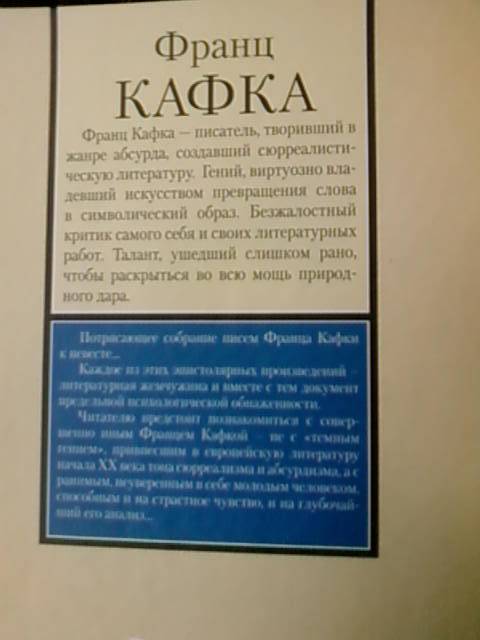 Франц
КАФКА
Франц Кафка — писатель, творивший в
жанре абсурда, создавший сюрреалисти-
ческую литературу. Гений, виртуозно вла-
девший искусством превращения слова
в символический образ. Безжалостный
критик самого себя и своих литературных
работ. Талант, ушедший слишком рано,
чтобы раскрыться во всю мощь природ-
ного дара.
Потрясающее собрание писем Франца Кафки
к невесте...
Каждое из этих эпистолярных произведений –
литературная жемчужина и вместе с тем документ
предельной психологической обнаженности.
Читателю предстоит познакомиться с совер-
шенно иным Францем Кафкой – не с «темным
гением», привнесшим в европейскую литературу
начала XX века тона сюрреализма и абсурдизма, а с
ранимым, неуверенным в себе молодым человеком,
способным и на страстное чувство, и на глубочай-
ший его анализ...